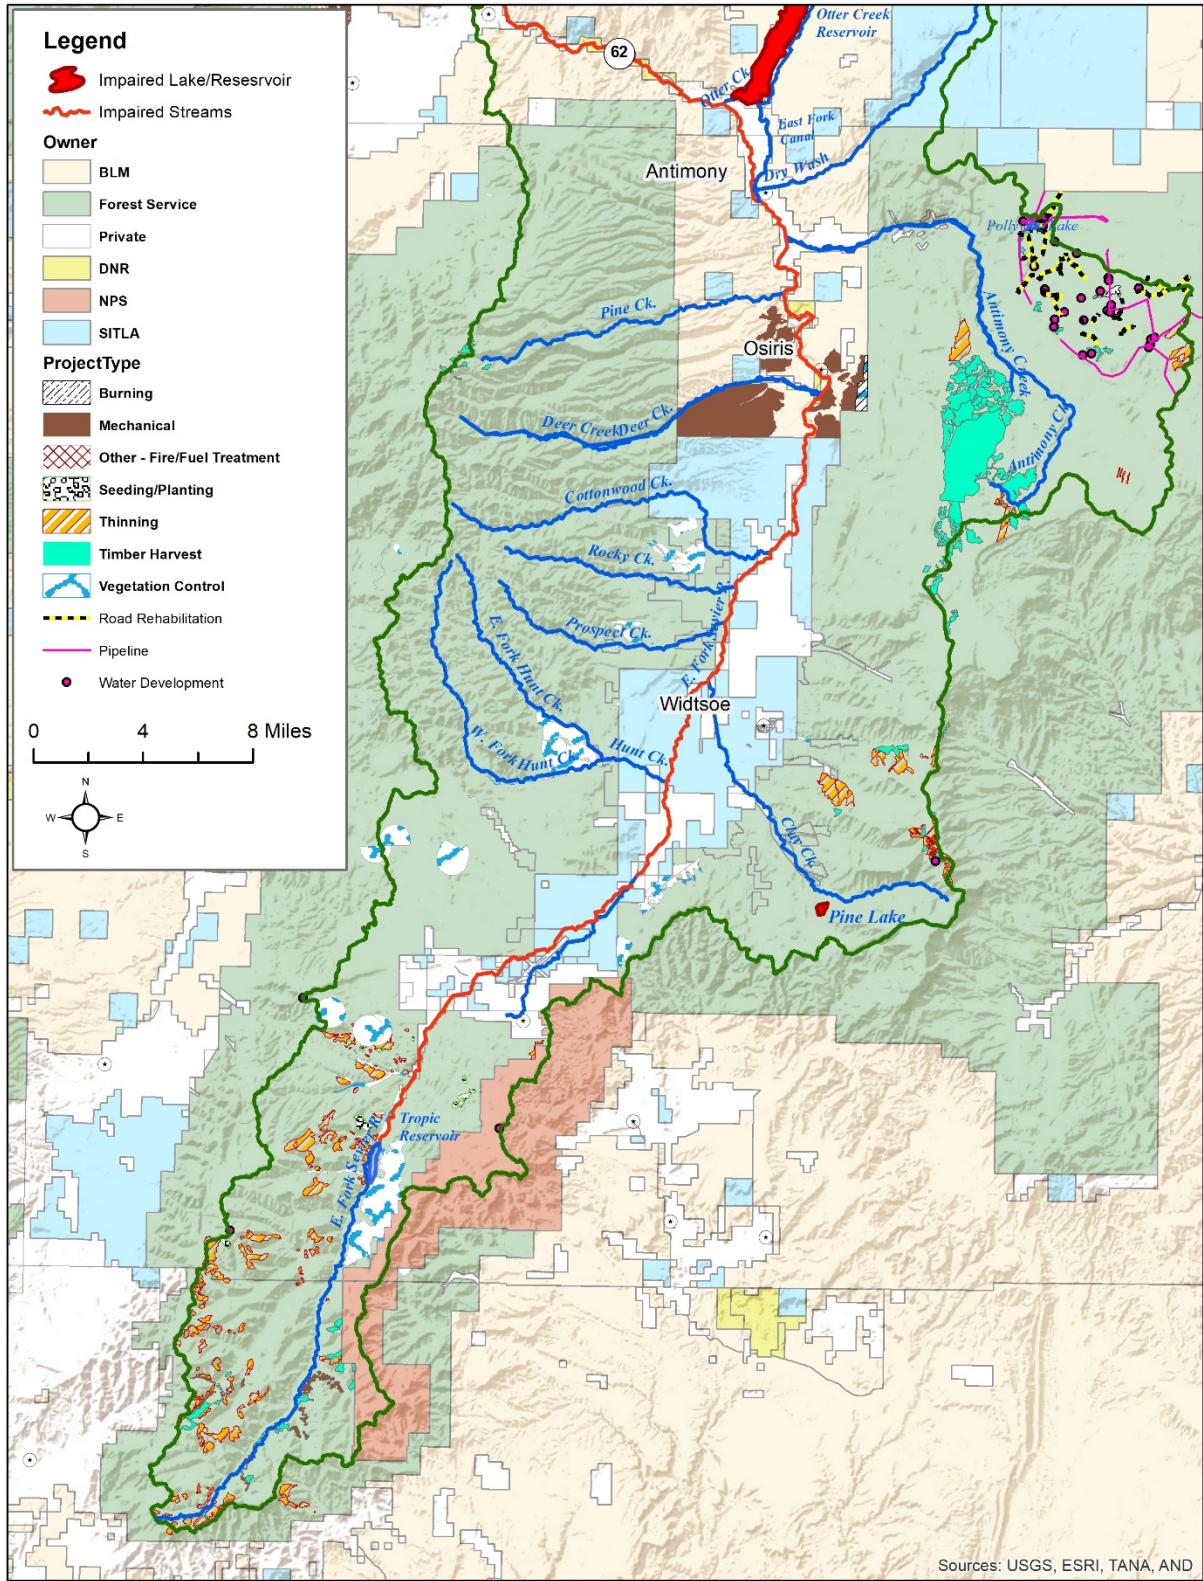 Legend
Impaired Lake/Resesrvoir
Impaired Streams
Owner
BLM
Forest Service
Private
DNR
NPS
SITLA
ProjectType
Burning
Mechanical
Other - Fire/Fuel Treatment
Seeding/Planting
Thinning
Timber Harvest
Vegetation Control
Road Rehabilitation
Pipeline
Water Development
0 4 8 Miles
N
W E
S
Otter Creek
Reservoir
62
Otter Ck.
East Fork
Canal
Antimony
Dry Wash
Lake
Pine Ck.
Antimony Creek
Osiris
Deer Creek
Deer Ck.
Antimony Ck.
Cottonwood Ck.
Rocky Ck.
E. Fork Sevier R.
Prospect Ck.
E. Fork Hunt Ck.
Widtsoe
W. Fork Hunt Ck.
Hunt Ck.
Clay Ck.
Pine Lake
Tropic
Reservoir
E. Fork Sevier R.
Sources: USGS, ESRI, TANA, AND